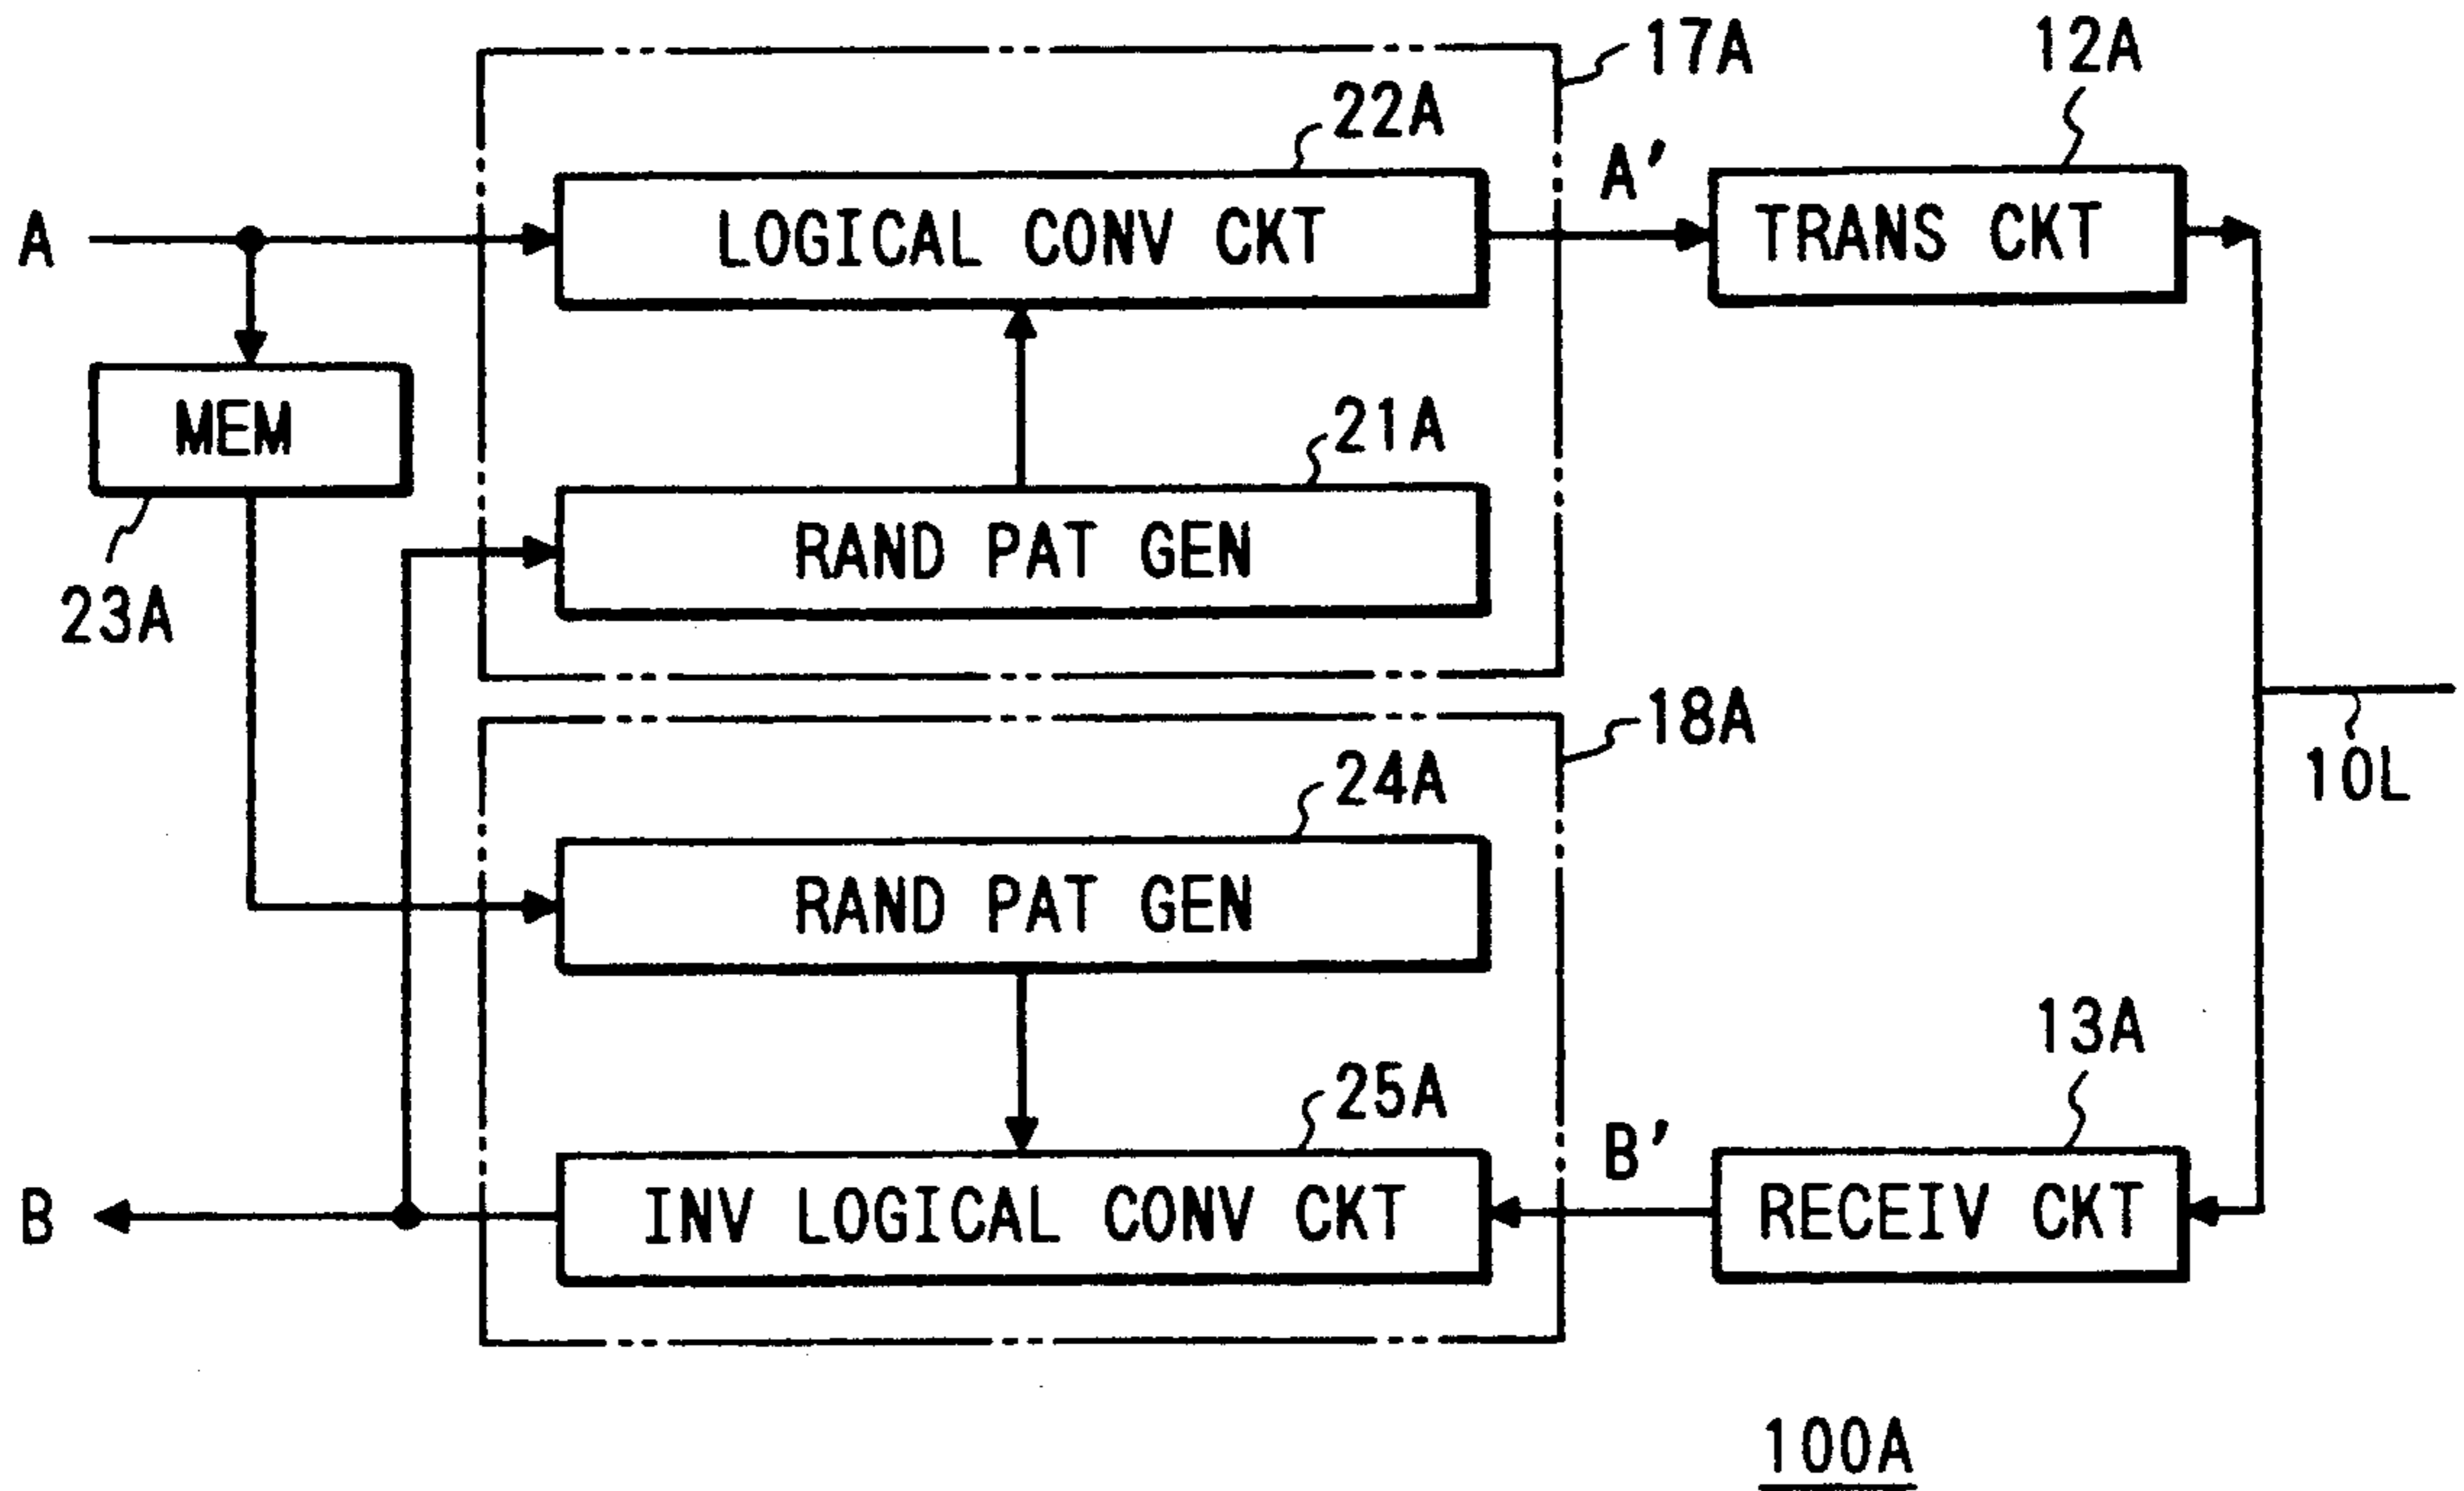 17A
12A
22A
A'
A
LOGICAL CONV CKT
TRANS CKT
MEM
21A
23A
RAND PAT GEN
18A
10L
24A
RAND PAT GEN
13A
25A
B'
B
INV LOGICAL CONV CKT
RECEIV CKT
100A